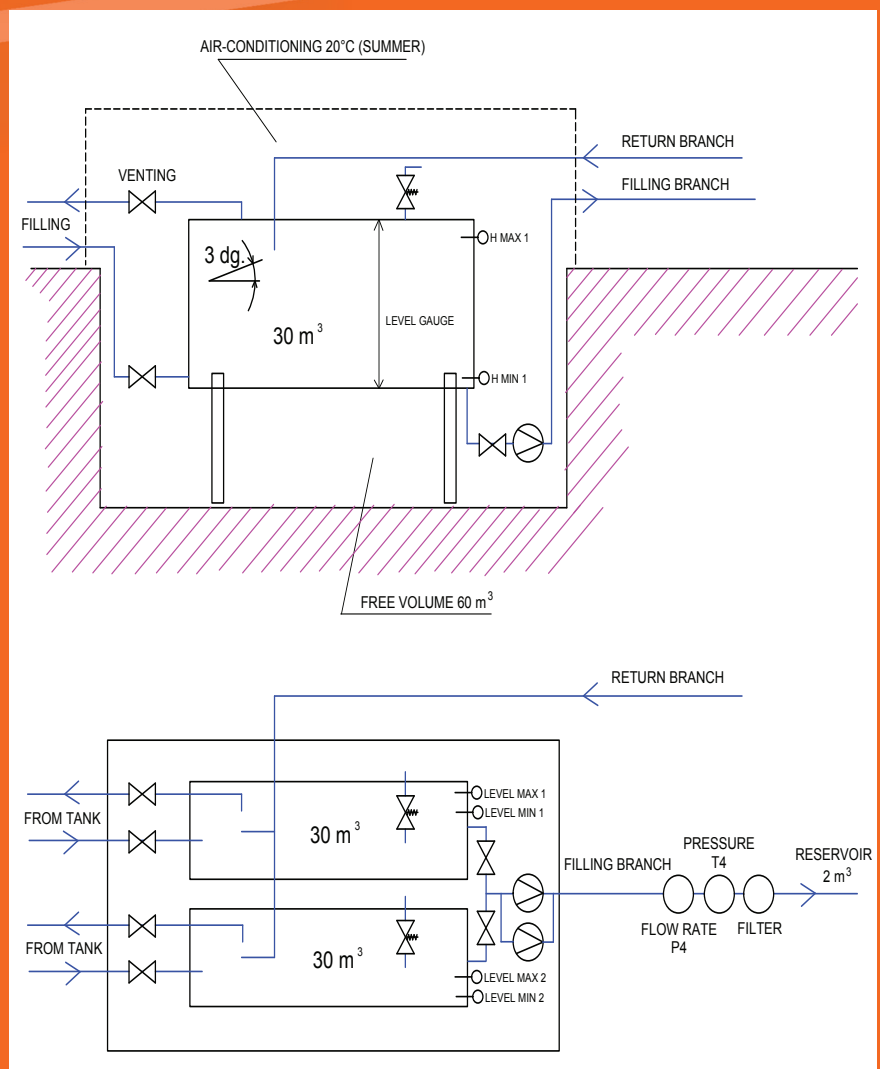 AIR-CONDITIONING 20°C (SUMMER)
RETURN BRANCH
VENTING
FILLING BRANCH
FILLING
H MAX 1
3 dg.
LEVEL GAUGE
30 m³
H MIN 1
FREE VOLUME 60 m³
RETURN BRANCH
LEVEL MAX 1
LEVEL MIN 1
FROM TANK
30 m³
PRESSURE
T4
RESERVOIR
2 m³
FILLING BRANCH
FLOW RATE
P4
FILTER
FROM TANK
30 m³
LEVEL MAX 2
LEVEL MIN 2